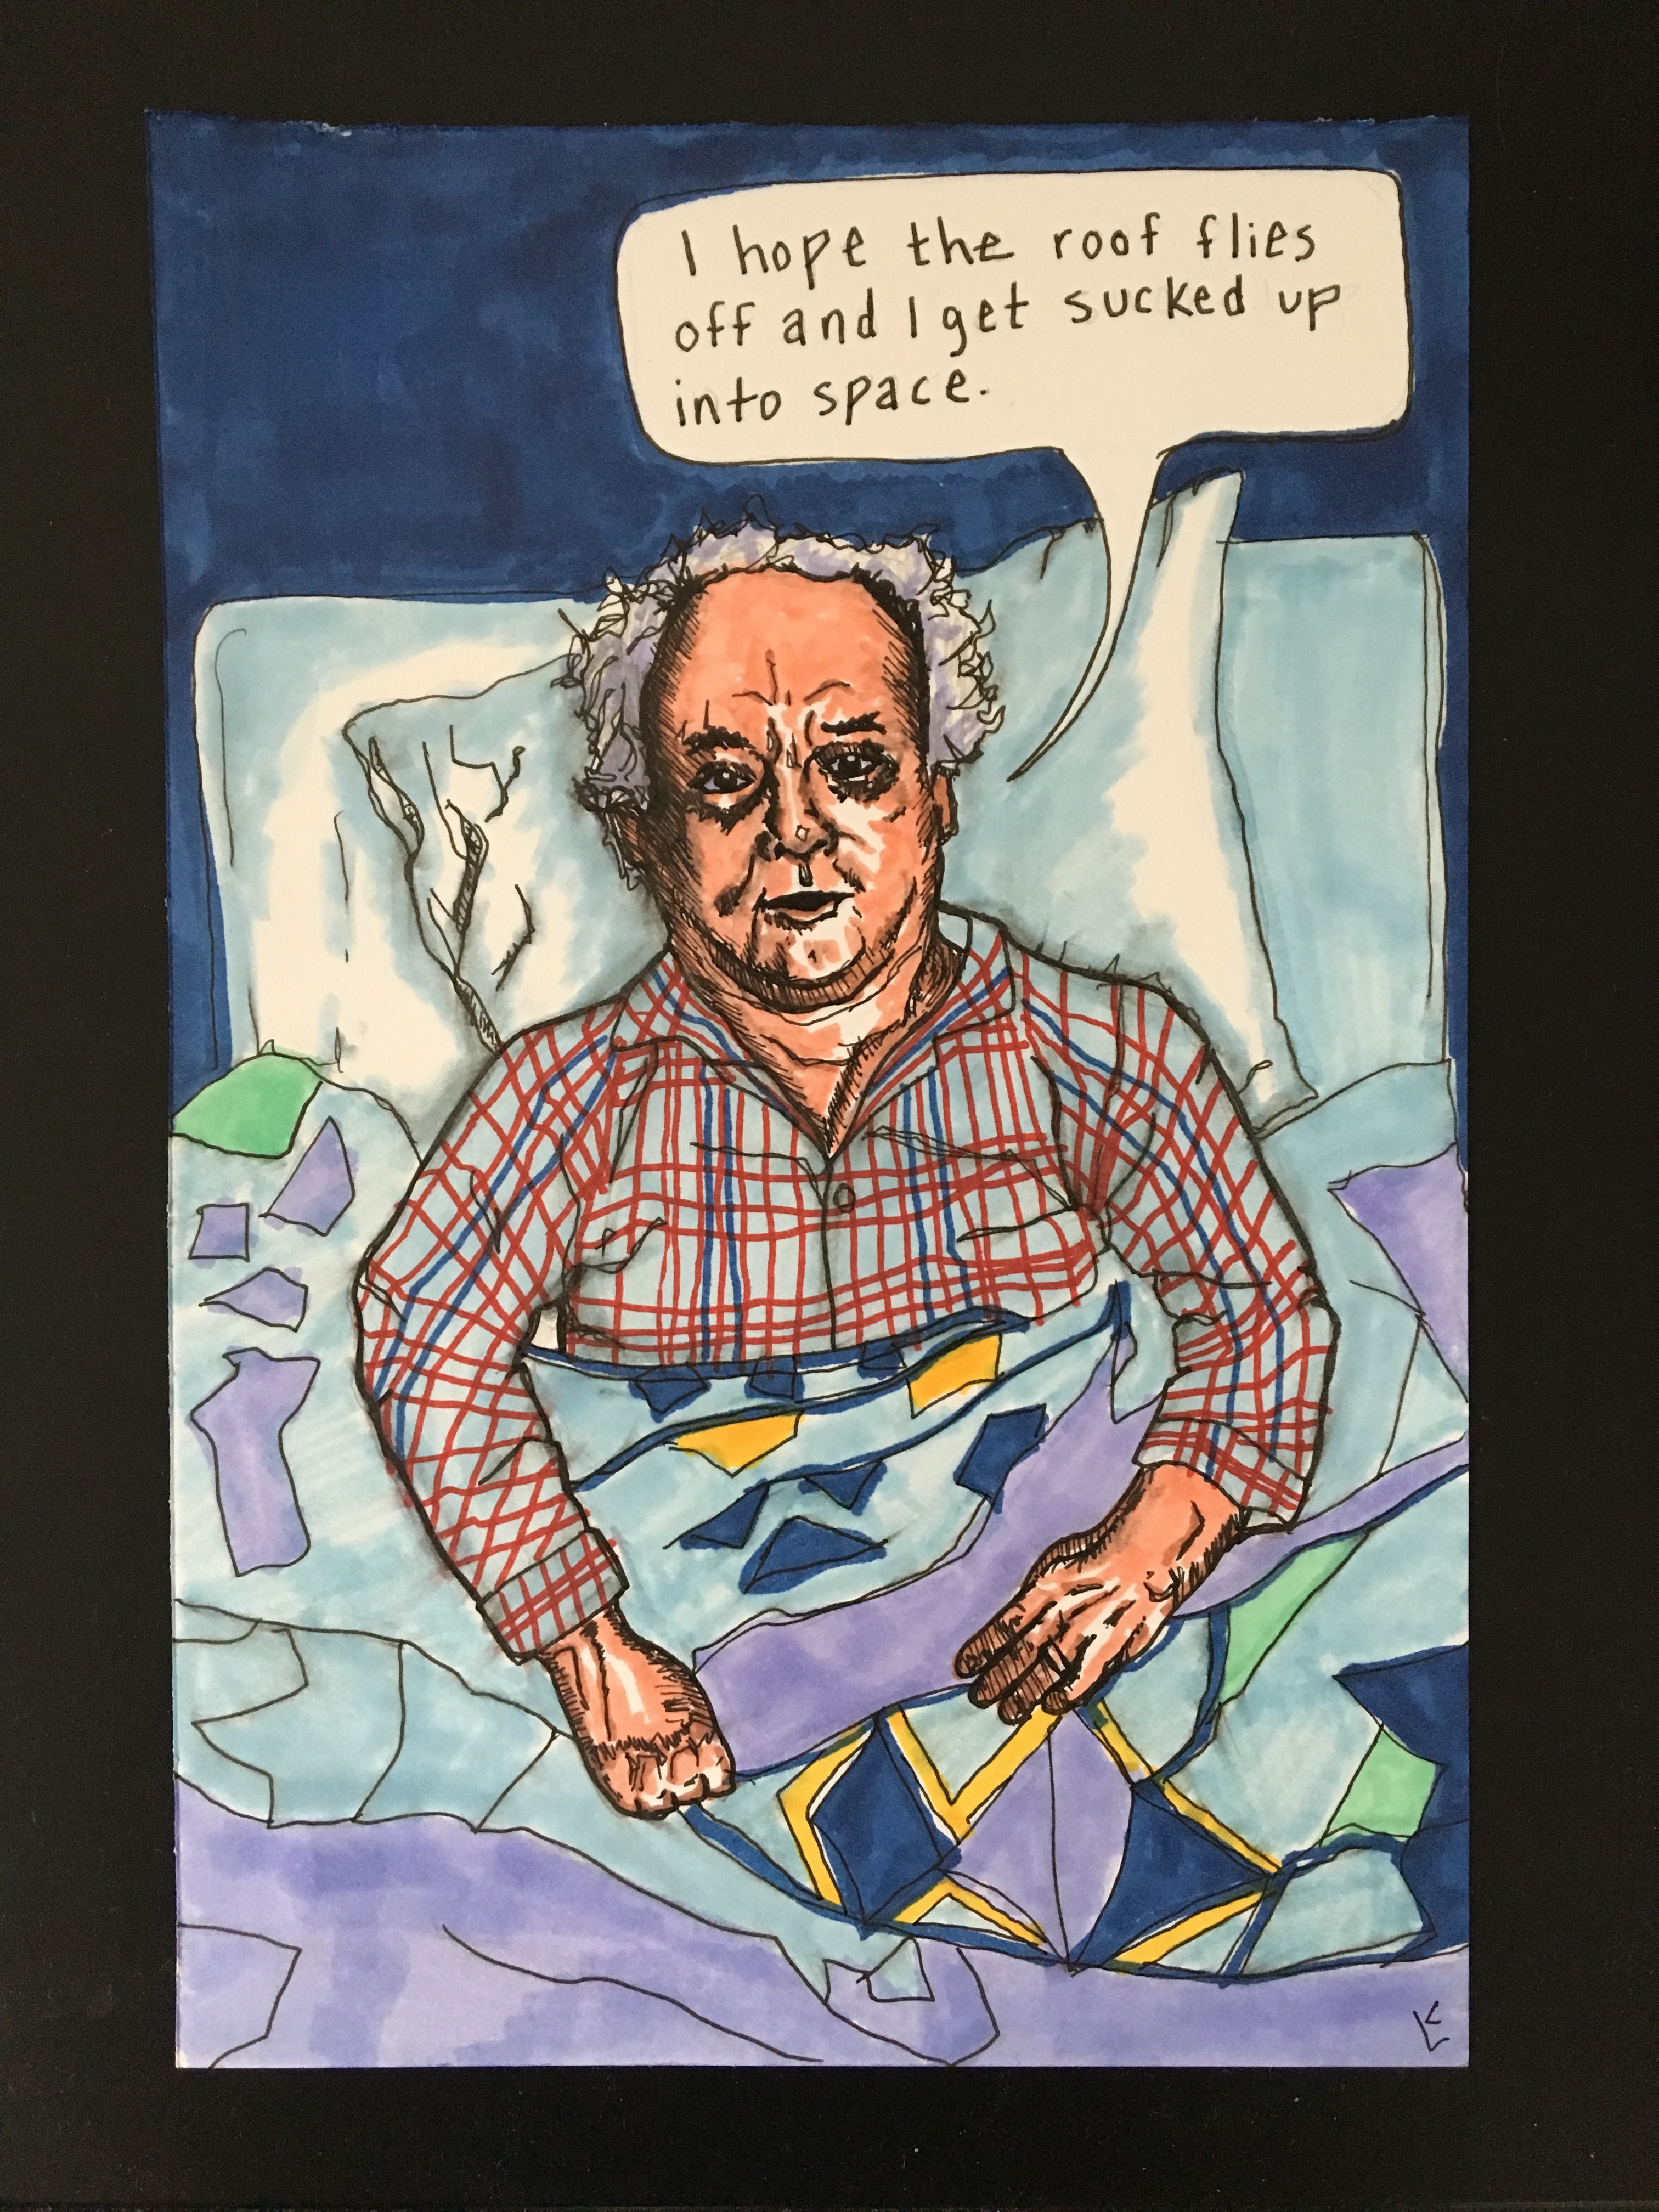 I hope the roof flies
off and I get sucked up
into space.